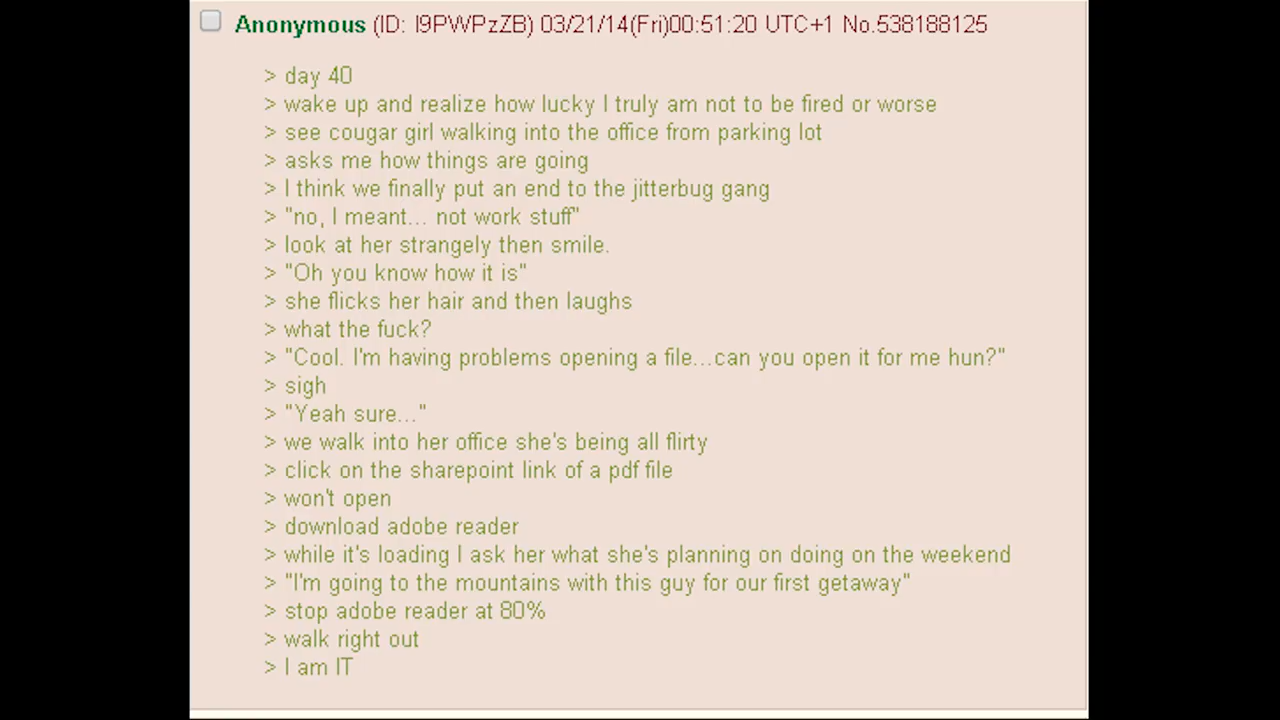 Anonymous (ID: I9PWPzZB) 03/21/14(Fri)00:51:20 UTC+1 No.538188125
> day 40
> wake up and realize how lucky I truly am not to be fired or worse
> see cougar girl walking into the office from parking lot
> asks me how things are going
> I think we finally put an end to the jitterbug gang
> "no, I meant... not work stuff"
> look at her strangely then smile.
> "Oh you know how it is"
> she flicks her hair and then laughs
> what the fuck?
> "Cool. I'm having problems opening a file...can you open it for me hun?"
> sigh
> "Yeah sure..."
> we walk into her office she's being all flirty
> click on the sharepoint link of a pdf file
> won't open
> download adobe reader
> while it's loading I ask her what she's planning on doing on the weekend
> "I'm going to the mountains with this guy for our first getaway"
> stop adobe reader at 80%
> walk right out
> I am IT